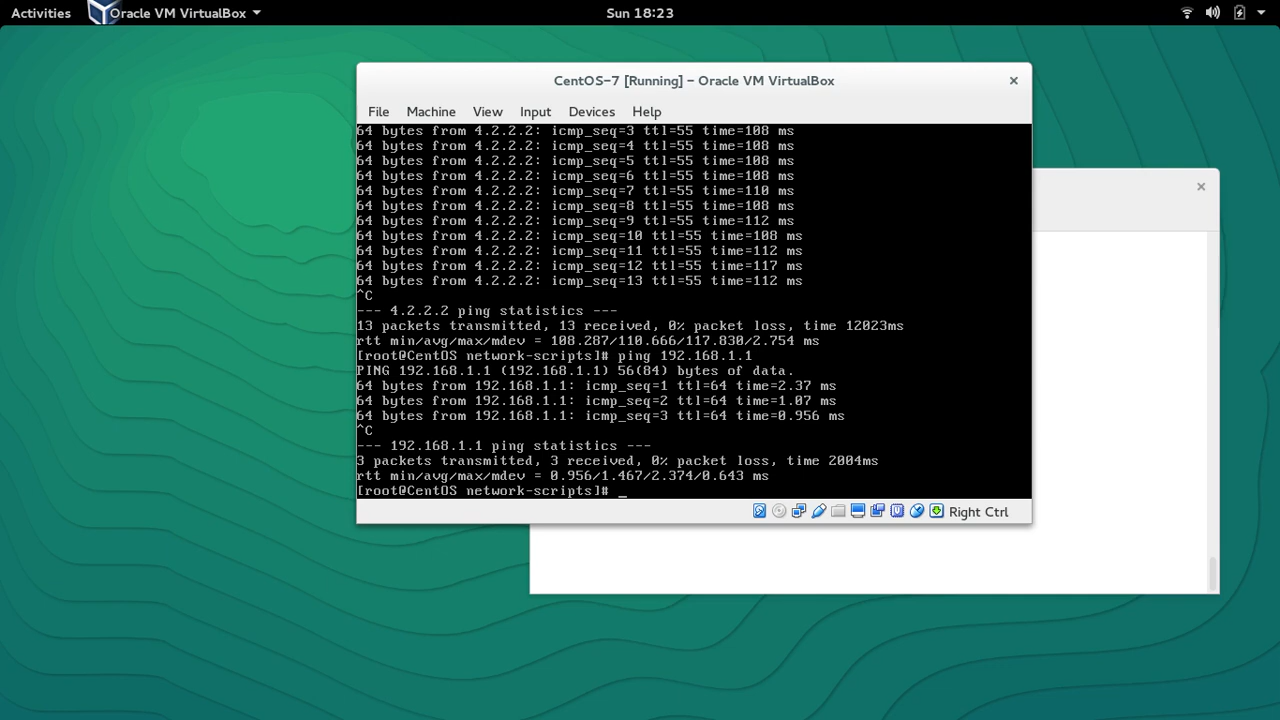 Activities
Oracle VM VirtualBox
Sun 18:23
CentOS-7 [Running] – Oracle VM VirtualBox
File Machine View Input Devices Help
64 bytes from 4.2.2.2: icmp_seq=3 ttl=55 time=108 ms
64 bytes from 4.2.2.2: icmp_seq=4 ttl=55 time=108 ms
64 bytes from 4.2.2.2: icmp_seq=5 ttl=55 time=108 ms
64 bytes from 4.2.2.2: icmp_seq=6 ttl=55 time=108 ms
64 bytes from 4.2.2.2: icmp_seq=7 ttl=55 time=110 ms
64 bytes from 4.2.2.2: icmp_seq=8 ttl=55 time=108 ms
64 bytes from 4.2.2.2: icmp_seq=9 ttl=55 time=112 ms
64 bytes from 4.2.2.2: icmp_seq=10 ttl=55 time=108 ms
64 bytes from 4.2.2.2: icmp_seq=11 ttl=55 time=112 ms
64 bytes from 4.2.2.2: icmp_seq=12 ttl=55 time=117 ms
64 bytes from 4.2.2.2: icmp_seq=13 ttl=55 time=112 ms
^C
--- 4.2.2.2 ping statistics ---
13 packets transmitted, 13 received, 0% packet loss, time 12023ms
rtt min/avg/max/mdev = 108.287/110.666/117.830/2.754 ms
[root@CentOS network-scripts]# ping 192.168.1.1
PING 192.168.1.1 (192.168.1.1) 56(84) bytes of data.
64 bytes from 192.168.1.1: icmp_seq=1 ttl=64 time=2.37 ms
64 bytes from 192.168.1.1: icmp_seq=2 ttl=64 time=1.07 ms
64 bytes from 192.168.1.1: icmp_seq=3 ttl=64 time=0.956 ms
^C
--- 192.168.1.1 ping statistics ---
3 packets transmitted, 3 received, 0% packet loss, time 2004ms
rtt min/avg/max/mdev = 0.956/1.467/2.374/0.643 ms
[root@CentOS network-scripts]# _
Right Ctrl